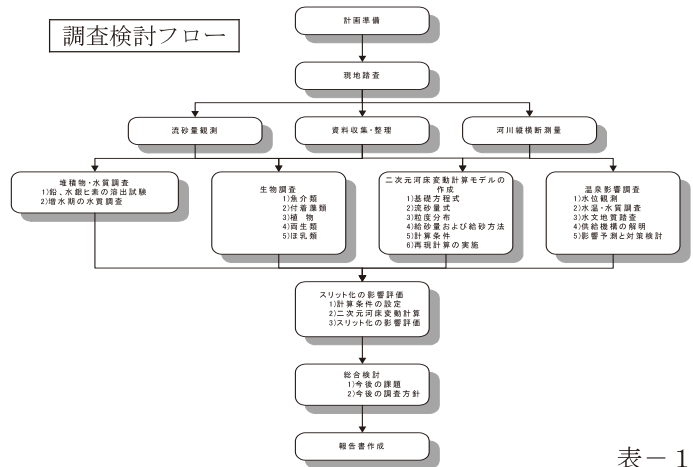 調査検討フロー
計画準備
現地踏査
流砂量観測
資料収集・整理
河川縦横断測量
堆積物・水質調査
1)鉛、水銀ヒ素の溶出試験
2)増水期の水質調査
生物調査
1)魚介類
2)付着藻類
3)植 物
4)両生類
5)ほ乳類
二次元河床変動計算モデルの
作成
1)基礎方程式
2)流砂量式
3)粒度分布
4)給砂量および給砂方法
5)計算条件
6)再現計算の実施
温泉影響調査
1)水位観測
2)水温・水質調査
3)水文地質踏査
4)供給機構の解明
5)影響予測と対策検討
スリット化の影響評価
1)計算条件の設定
2)二次元河床変動計算
3)スリット化の影響評価
総合検討
1)今後の課題
2)今後の調査方針
報告書作成
表－１